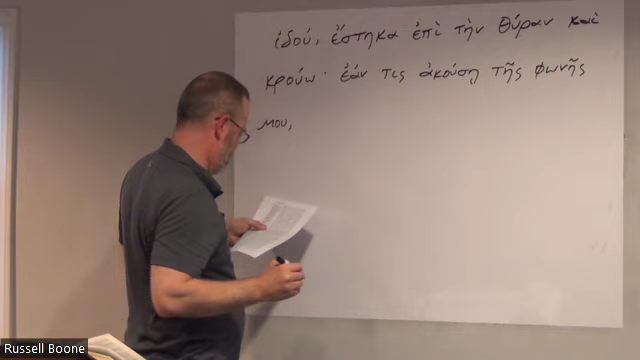 ἰδού, ἕστηκα ἐπὶ τὴν θύραν καὶ
κρούω· ἐάν τις ἀκούσῃ τῆς φωνῆς
μου,
Russell Boone